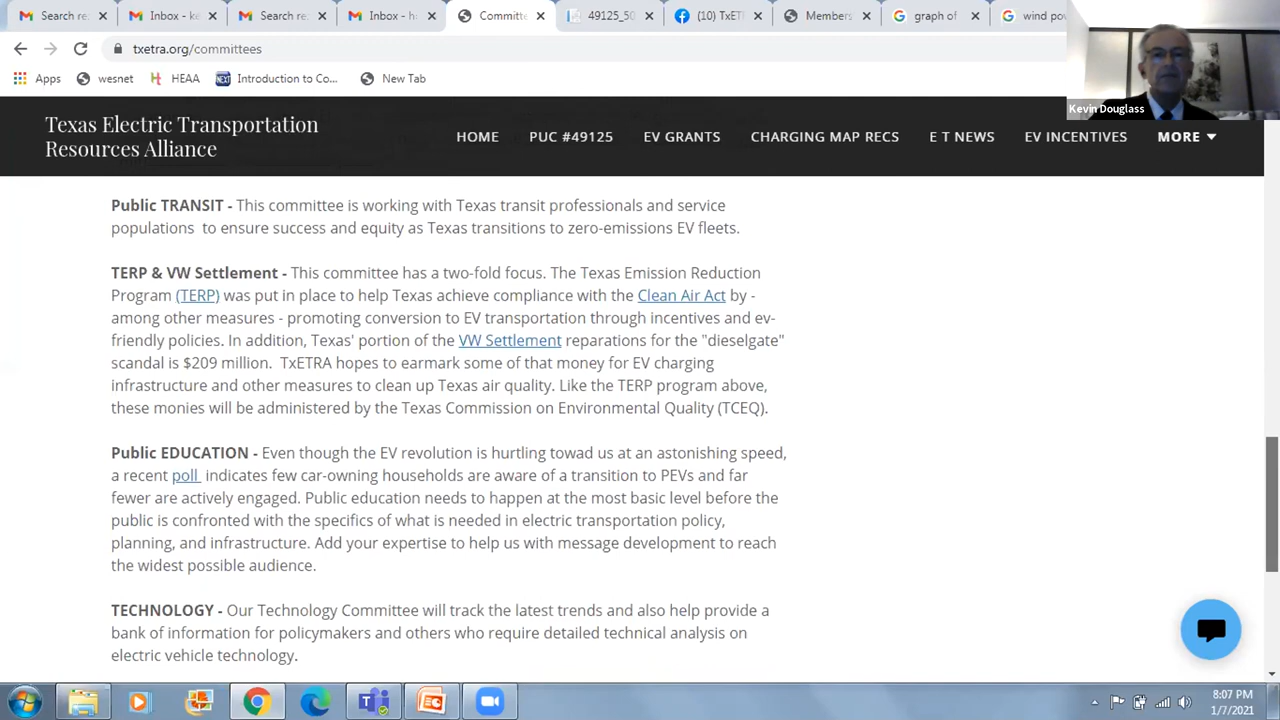 Search re:
Inbox - ke
Search re:
Inbox - h
Committe
49125_50
(10) TxETR
Members
graph of
wind pov
txetra.org/committees
Apps wesnet HEAA Introduction to Co... New Tab
Kevin Douglass
Texas Electric Transportation
Resources Alliance
HOME PUC #49125 EV GRANTS CHARGING MAP RECS E T NEWS EV INCENTIVES MORE
Public TRANSIT - This committee is working with Texas transit professionals and service
populations to ensure success and equity as Texas transitions to zero-emissions EV fleets.
TERP & VW Settlement - This committee has a two-fold focus. The Texas Emission Reduction
Program (TERP) was put in place to help Texas achieve compliance with the Clean Air Act by -
among other measures - promoting conversion to EV transportation through incentives and ev-
friendly policies. In addition, Texas' portion of the VW Settlement reparations for the "dieselgate"
scandal is $209 million. TxETRA hopes to earmark some of that money for EV charging
infrastructure and other measures to clean up Texas air quality. Like the TERP program above,
these monies will be administered by the Texas Commission on Environmental Quality (TCEQ).
Public EDUCATION - Even though the EV revolution is hurtling towad us at an astonishing speed,
a recent poll indicates few car-owning households are aware of a transition to PEVs and far
fewer are actively engaged. Public education needs to happen at the most basic level before the
public is confronted with the specifics of what is needed in electric transportation policy,
planning, and infrastructure. Add your expertise to help us with message development to reach
the widest possible audience.
TECHNOLOGY - Our Technology Committee will track the latest trends and also help provide a
bank of information for policymakers and others who require detailed technical analysis on
electric vehicle technology.
8:07 PM
1/7/2021